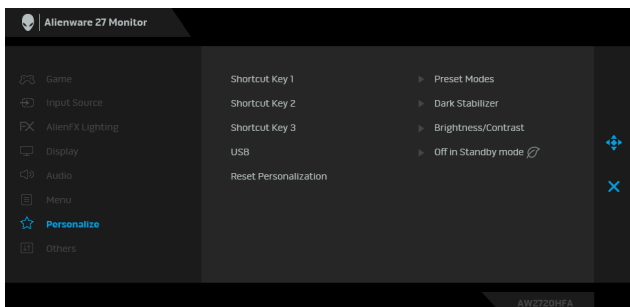 Alienware 27 Monitor
Game
Shortcut Key 1 Preset Modes
Input Source
Shortcut Key 2 Dark Stabilizer
AlienFX Lighting
Shortcut Key 3 Brightness/Contrast
Display
USB Off in Standby mode
Audio
Reset Personalization
Menu
Personalize
Others
AW2720HFA